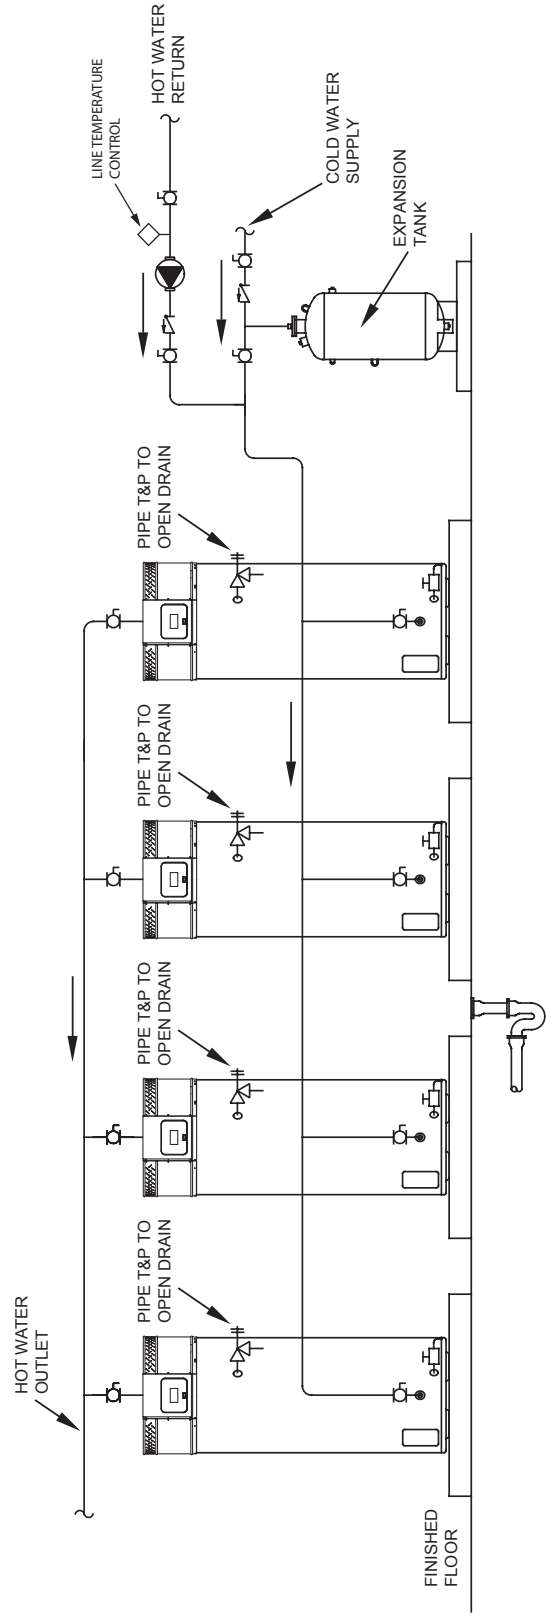 HOT WATER
OUTLET
PIPE T&P TO
OPEN DRAIN
PIPE T&P TO
OPEN DRAIN
PIPE T&P TO
OPEN DRAIN
PIPE T&P TO
OPEN DRAIN
LINE TEMPERATURE
CONTROL
HOT WATER
RETURN
COLD WATER
SUPPLY
EXPANSION
TANK
FINISHED
FLOOR